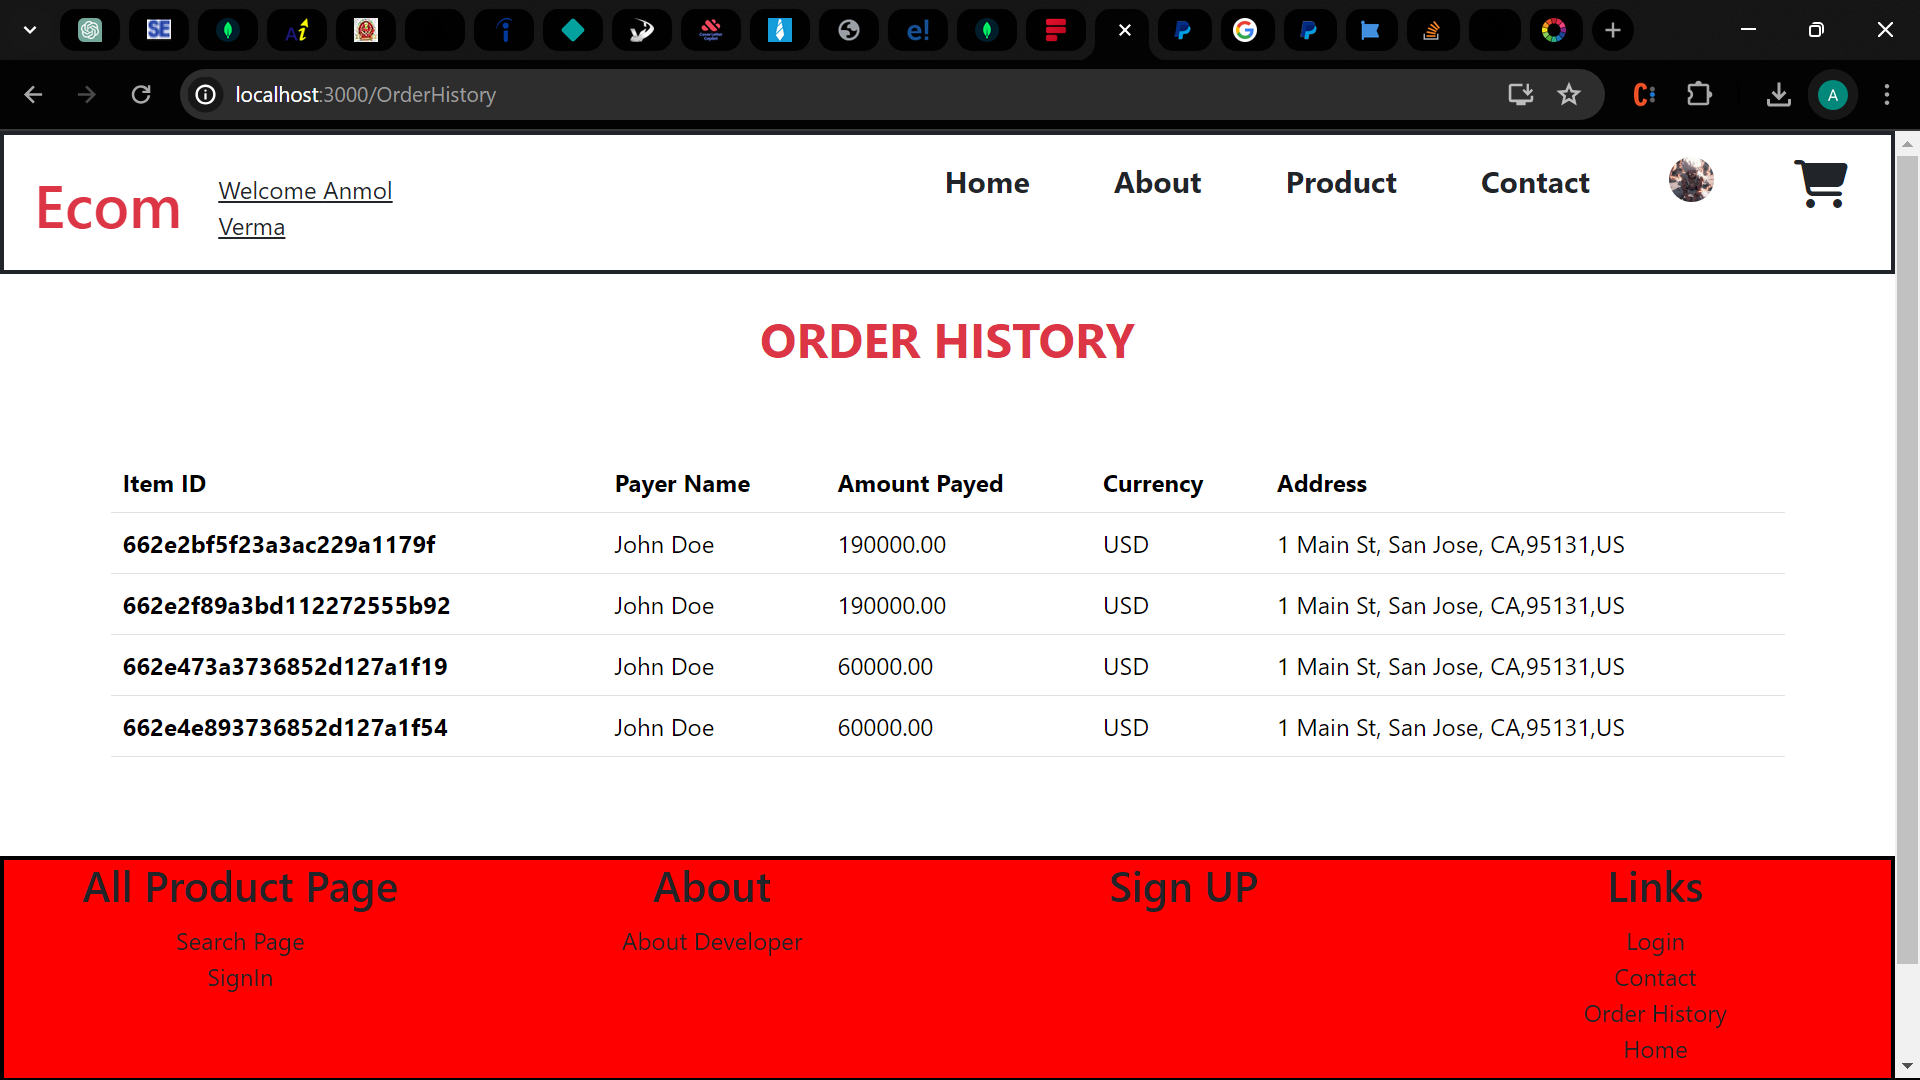 SE
Ai
e!
localhost:3000/OrderHistory
A
Ecom
Welcome Anmol
Verma
Home
About
Product
Contact
ORDER HISTORY
Item ID Payer Name Amount Payed Currency Address
662e2bf5f23a3ac229a1179f John Doe 190000.00 USD 1 Main St, San Jose, CA,95131,US
662e2f89a3bd112272555b92 John Doe 190000.00 USD 1 Main St, San Jose, CA,95131,US
662e473a3736852d127a1f19 John Doe 60000.00 USD 1 Main St, San Jose, CA,95131,US
662e4e893736852d127a1f54 John Doe 60000.00 USD 1 Main St, San Jose, CA,95131,US
All Product Page
Search Page
SignIn
About
About Developer
Sign UP
Links
Login
Contact
Order History
Home